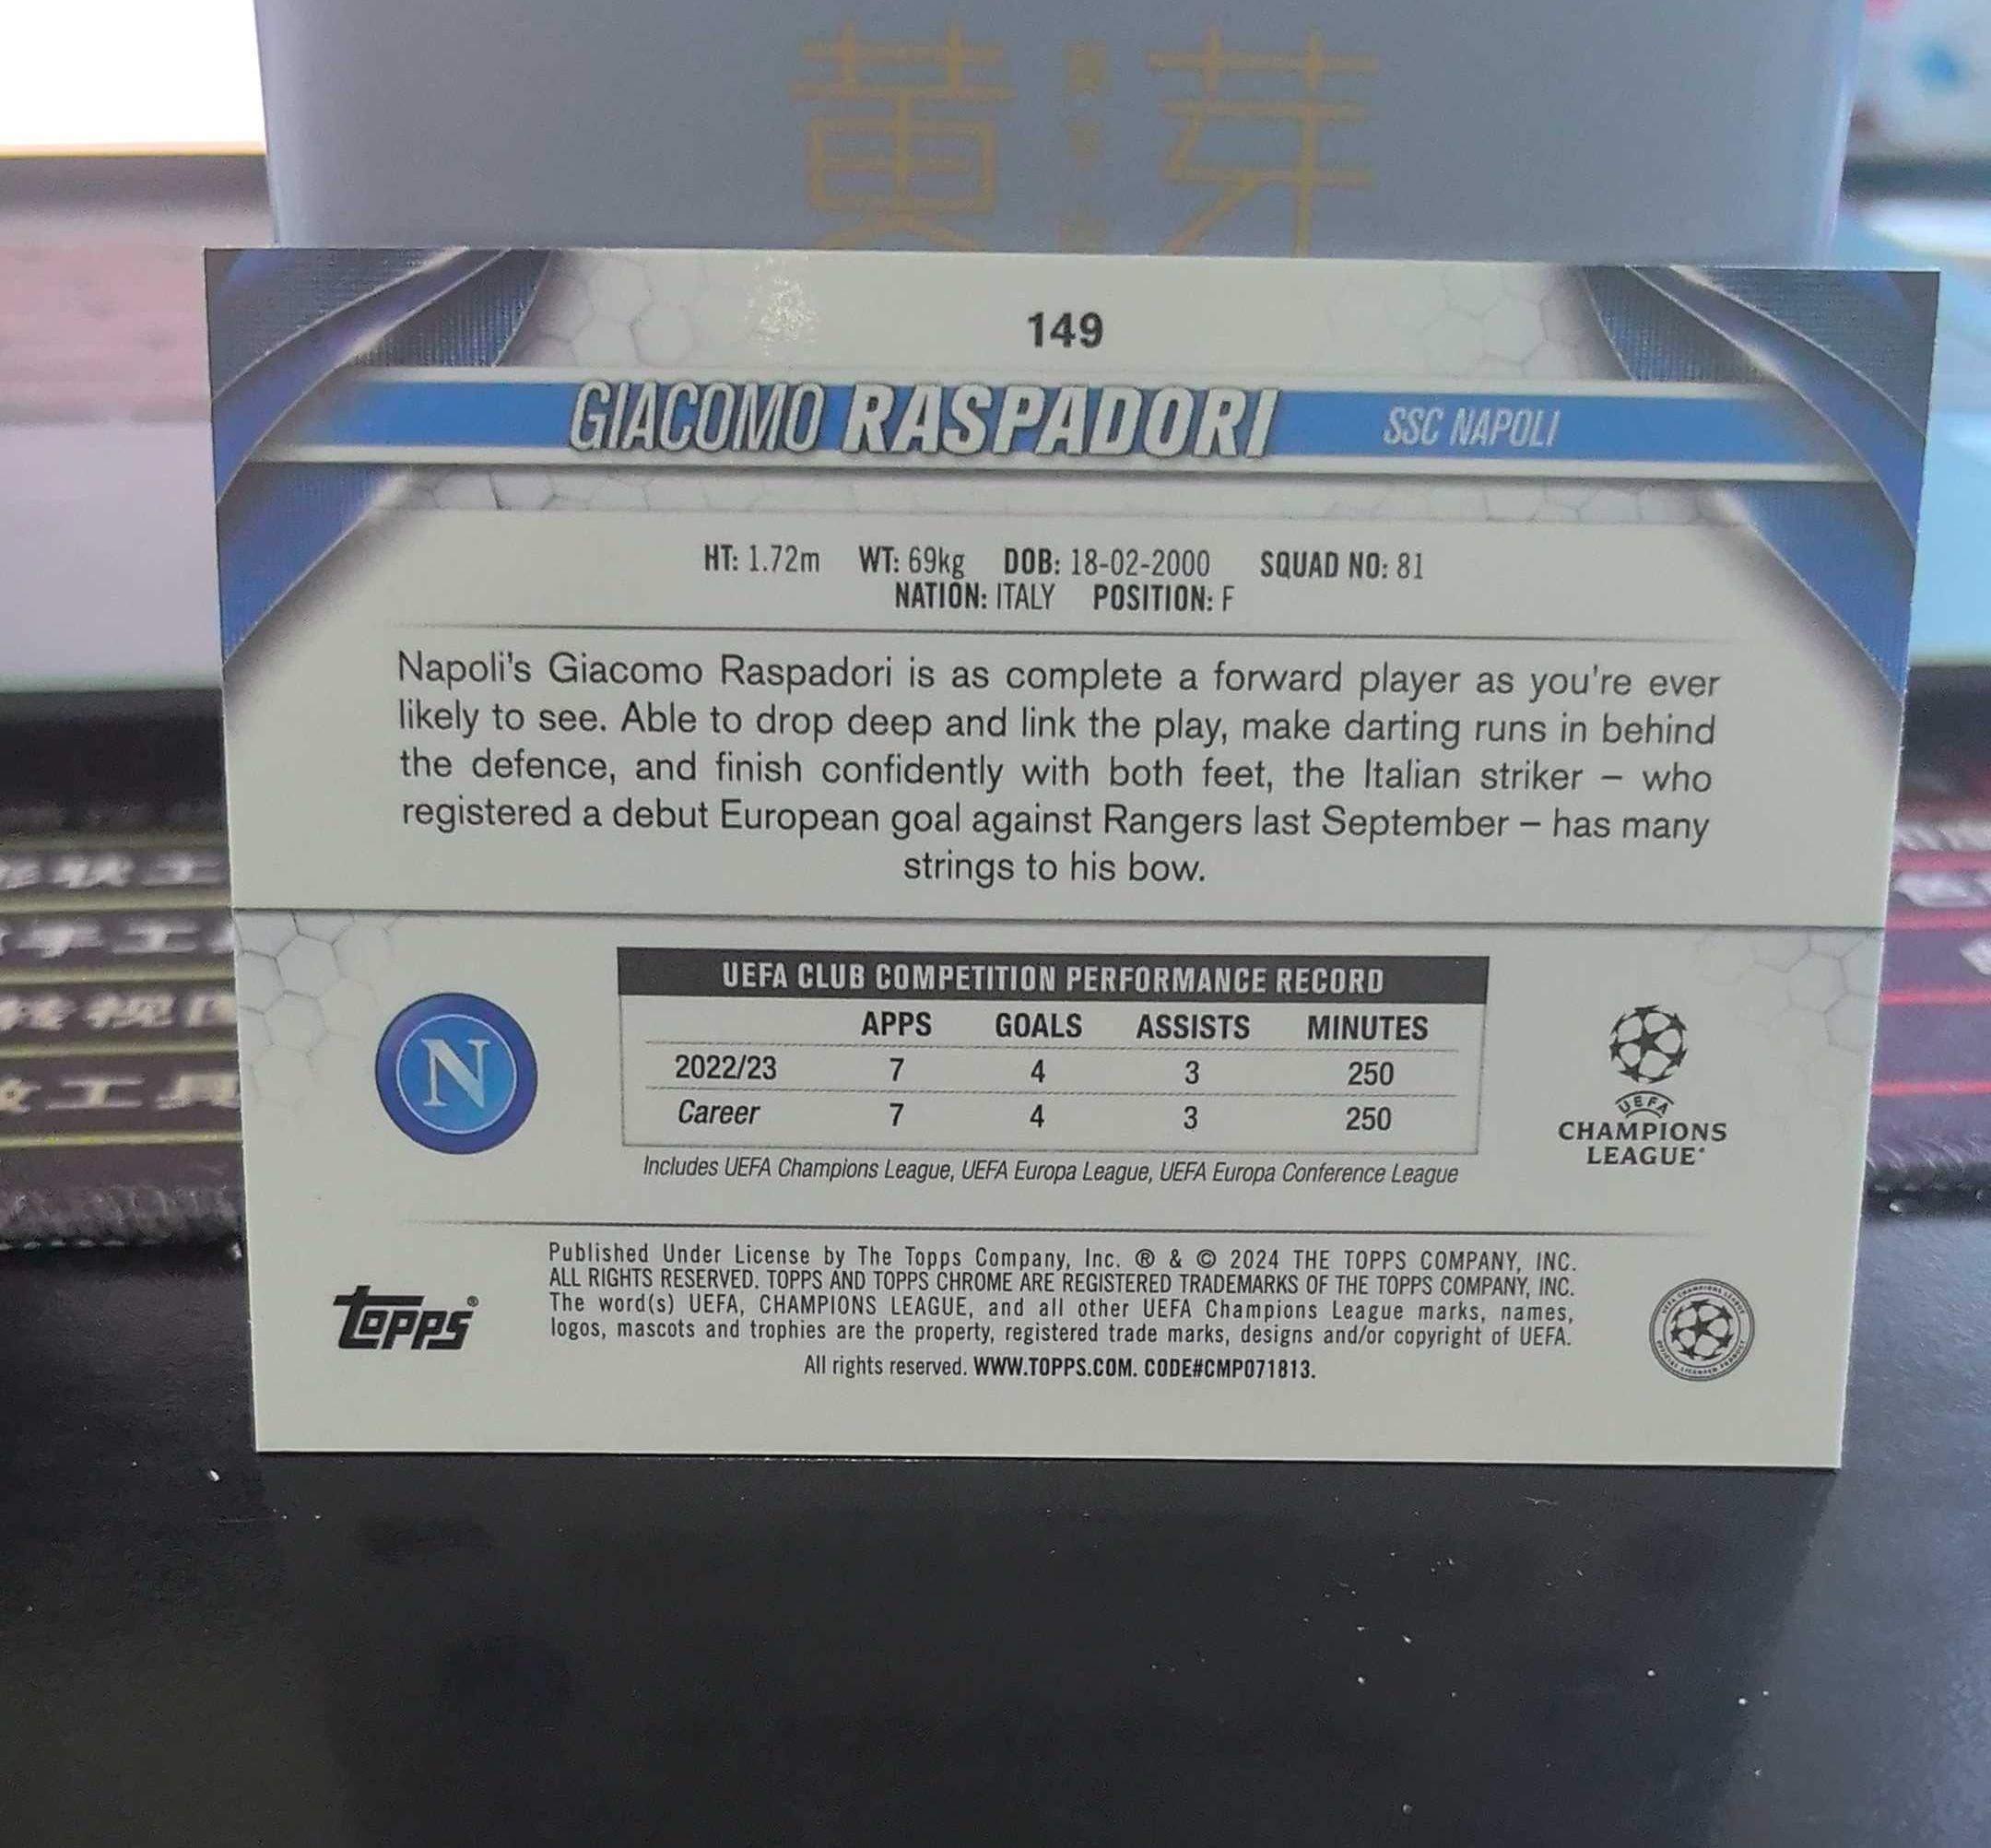 黄 芽
149
GIACOMO RASPADORI SSC NAPOLI
HT: 1.72m WT: 69kg DOB: 18-02-2000 SQUAD NO: 81
NATION: ITALY POSITION: F
Napoli's Giacomo Raspadori is as complete a forward player as you're ever
likely to see. Able to drop deep and link the play, make darting runs in behind
the defence, and finish confidently with both feet, the Italian striker – who
registered a debut European goal against Rangers last September – has many
strings to his bow.
UEFA CLUB COMPETITION PERFORMANCE RECORD
APPS GOALS ASSISTS MINUTES
2022/23 7 4 3 250
Career 7 4 3 250
Includes UEFA Champions League, UEFA Europa League, UEFA Europa Conference League
N
UEFA
CHAMPIONS
LEAGUE
Topps®
Published Under License by The Topps Company, Inc. ® & © 2024 THE TOPPS COMPANY, INC.
ALL RIGHTS RESERVED. TOPPS AND TOPPS CHROME ARE REGISTERED TRADEMARKS OF THE TOPPS COMPANY, INC.
The word(s) UEFA, CHAMPIONS LEAGUE, and all other UEFA Champions League marks, names,
logos, mascots and trophies are the property, registered trade marks, designs and/or copyright of UEFA.
All rights reserved. WWW.TOPPS.COM. CODE#CMP071813.